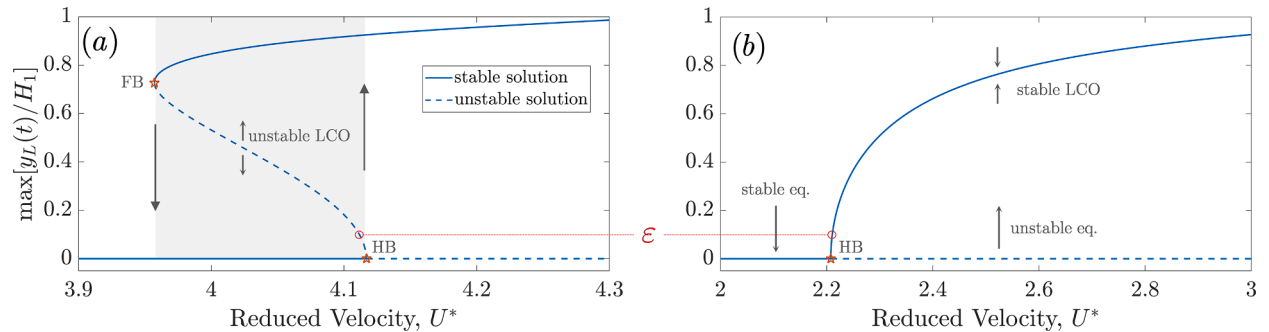 (a)
1
0.8
0.6
0.4
0.2
0
max[y_L(t)/H_1]
FB
stable solution
unstable solution
unstable LCO
HB
3.9 4 4.1 4.2 4.3
Reduced Velocity, U*
ε
(b)
1
0.8
0.6
0.4
0.2
0
stable LCO
stable eq.
unstable eq.
HB
2 2.2 2.4 2.6 2.8 3
Reduced Velocity, U*